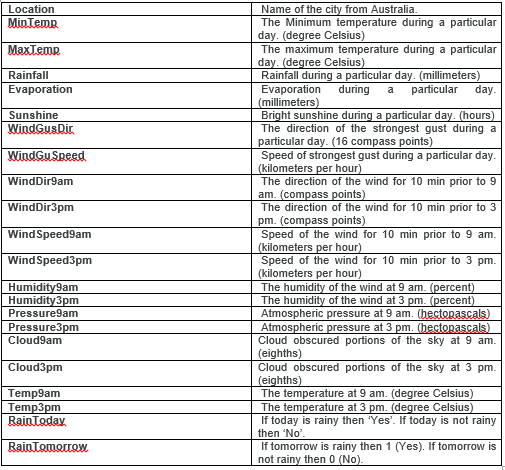 Location Name of the city from Australia.
MinTemp The Minimum temperature during a particular
day. (degree Celsius)
MaxTemp The maximum temperature during a particular
day. (degree Celsius)
Rainfall Rainfall during a particular day. (millimeters)
Evaporation Evaporation during a particular day.
(millimeters)
Sunshine Bright sunshine during a particular day. (hours)
WindGusDir The direction of the strongest gust during a
particular day. (16 compass points)
WindGuSpeed Speed of strongest gust during a particular day.
(kilometers per hour)
WindDir9am The direction of the wind for 10 min prior to 9
am. (compass points)
WindDir3pm The direction of the wind for 10 min prior to 3
pm. (compass points)
WindSpeed9am Speed of the wind for 10 min prior to 9 am.
(kilometers per hour)
WindSpeed3pm Speed of the wind for 10 min prior to 3 pm.
(kilometers per hour)
Humidity9am The humidity of the wind at 9 am. (percent)
Humidity3pm The humidity of the wind at 3 pm. (percent)
Pressure9am Atmospheric pressure at 9 am. (hectopascals)
Pressure3pm Atmospheric pressure at 3 pm. (hectopascals)
Cloud9am Cloud obscured portions of the sky at 9 am.
(eighths)
Cloud3pm Cloud obscured portions of the sky at 3 pm.
(eighths)
Temp9am The temperature at 9 am. (degree Celsius)
Temp3pm The temperature at 3 pm. (degree Celsius)
RainToday If today is rainy then ‘Yes’. If today is not rainy
then ‘No’.
RainTomorrow If tomorrow is rainy then 1 (Yes). If tomorrow is
not rainy then 0 (No).